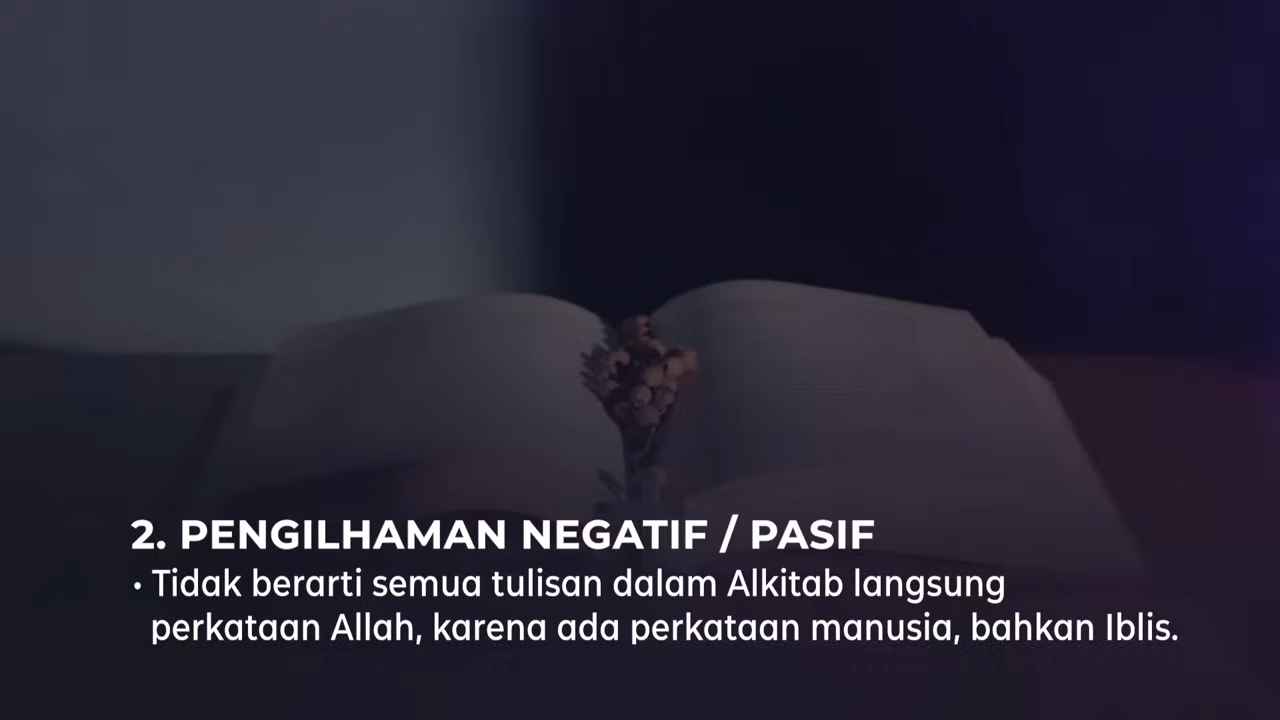 2. PENGILHAMAN NEGATIF / PASIF
• Tidak berarti semua tulisan dalam Alkitab langsung
perkataan Allah, karena ada perkataan manusia, bahkan Iblis.